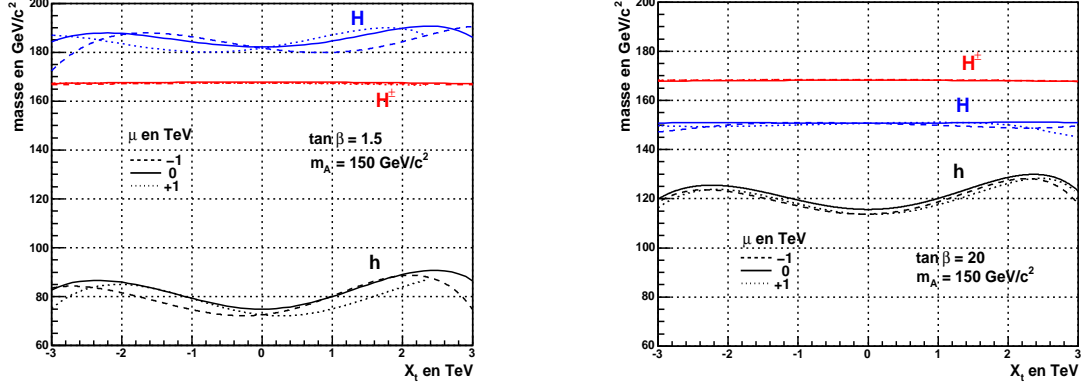 masse en GeV/c²
200
180
160
140
120
100
80
60
-3
-2
-1
0
1
2
3
X_t en TeV
H
H±
μ en TeV
−1
0
+1
tan β = 1.5
m_A = 150 GeV/c²
h
masse en GeV/c²
200
180
160
140
120
100
80
60
-3
-2
-1
0
1
2
3
X_t en TeV
H±
H
h
μ en TeV
−1
0
+1
tan β = 20
m_A = 150 GeV/c²